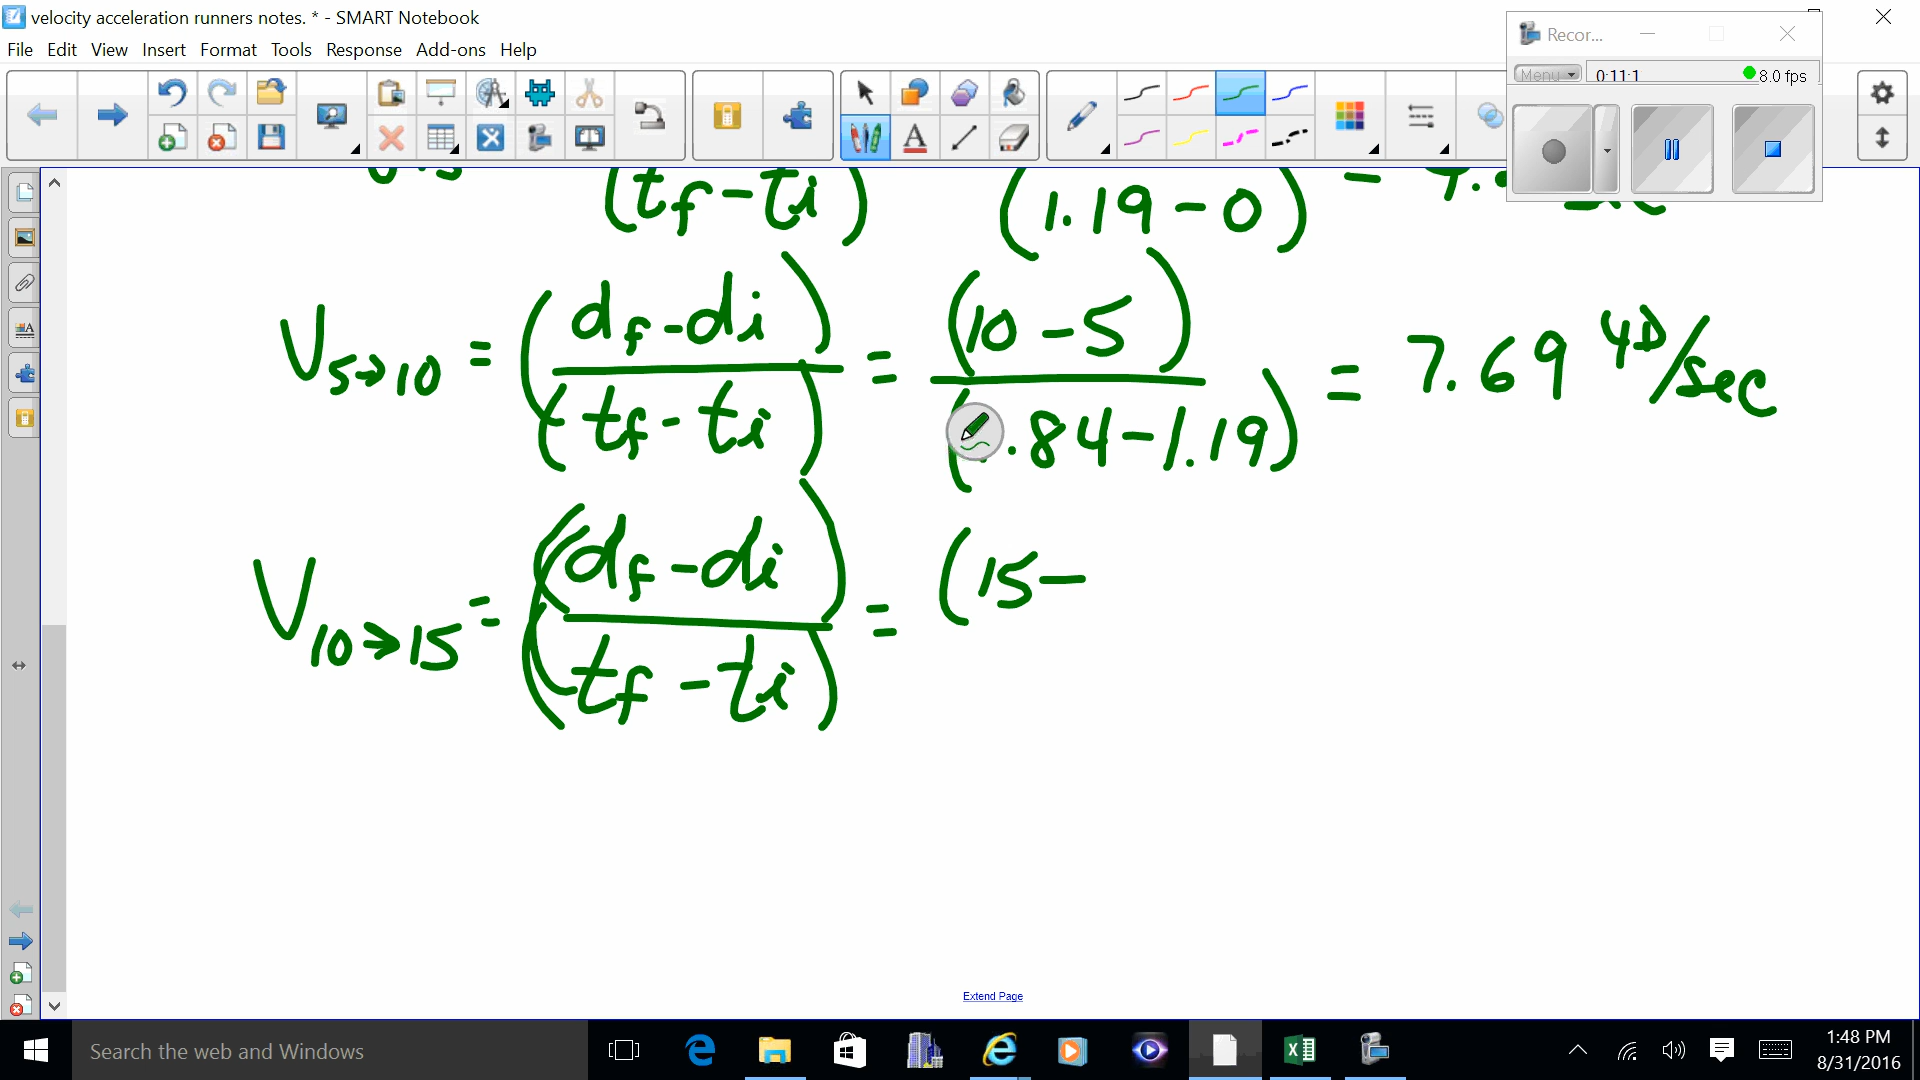 velocity acceleration runners notes. * - SMART Notebook
File Edit View Insert Format Tools Response Add-ons Help
Recor...
Menu 0:11:1 8.0 fps
(tf - ti) (1.19 - 0) =
V5→10 = (df - di) / (tf - ti) = (10 - 5) / ( .84 - 1.19) = 7.69 yd/sec
V10→15 = (df - di) / (tf - ti) = (15 -
Extend Page
Search the web and Windows
1:48 PM
8/31/2016